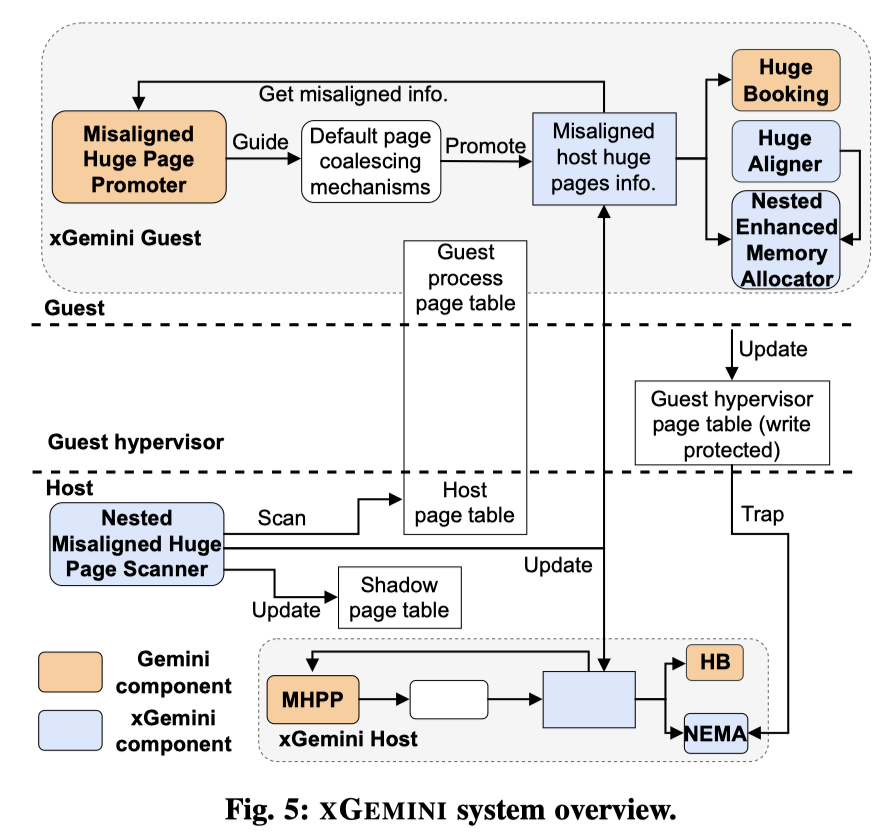 Get misaligned info.
Misaligned
Huge Page
Promoter
Guide
Default page
coalescing
mechanisms
Promote
Misaligned
host huge
pages info.
Huge
Booking
Huge
Aligner
Nested
Enhanced
Memory
Allocator
xGemini Guest
Guest
process
page table
Guest
Update
Guest hypervisor
page table (write
protected)
Guest hypervisor
Host
Nested
Misaligned Huge
Page Scanner
Scan
Host
page table
Trap
Update
Update
Shadow
page table
Gemini
component
xGemini
component
MHPP
HB
NEMA
xGemini Host
Fig. 5: XGEMINI system overview.